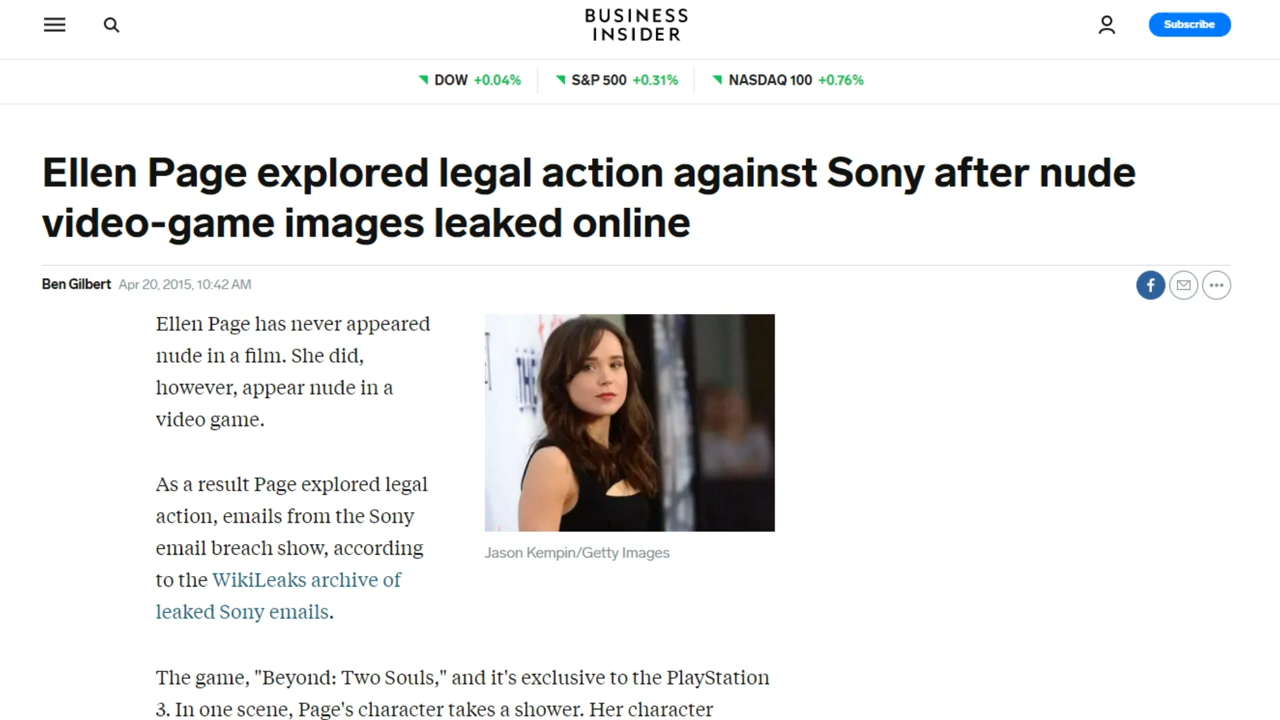 BUSINESS
INSIDER
Subscribe
DOW +0.04% S&P 500 +0.31% NASDAQ 100 +0.76%
Ellen Page explored legal action against Sony after nude
video-game images leaked online
Ben Gilbert Apr 20, 2015, 10:42 AM
Ellen Page has never appeared
nude in a film. She did,
however, appear nude in a
video game.
As a result Page explored legal
action, emails from the Sony
email breach show, according
to the WikiLeaks archive of
leaked Sony emails.
Jason Kempin/Getty Images
The game, "Beyond: Two Souls," and it's exclusive to the PlayStation
3. In one scene, Page's character takes a shower. Her character